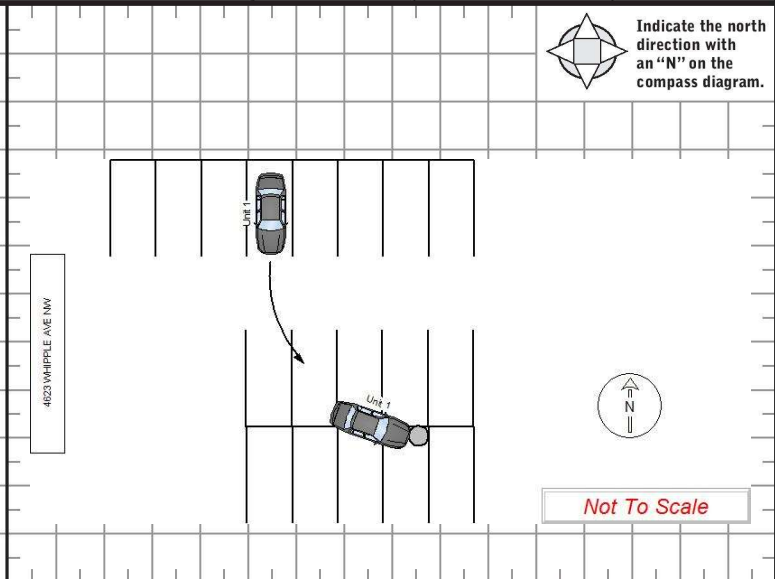 Indicate the north
direction with
an “N” on the
compass diagram.
Unit 1
4623 WHIPPLE AVE NW
Unit 1
N
Not To Scale